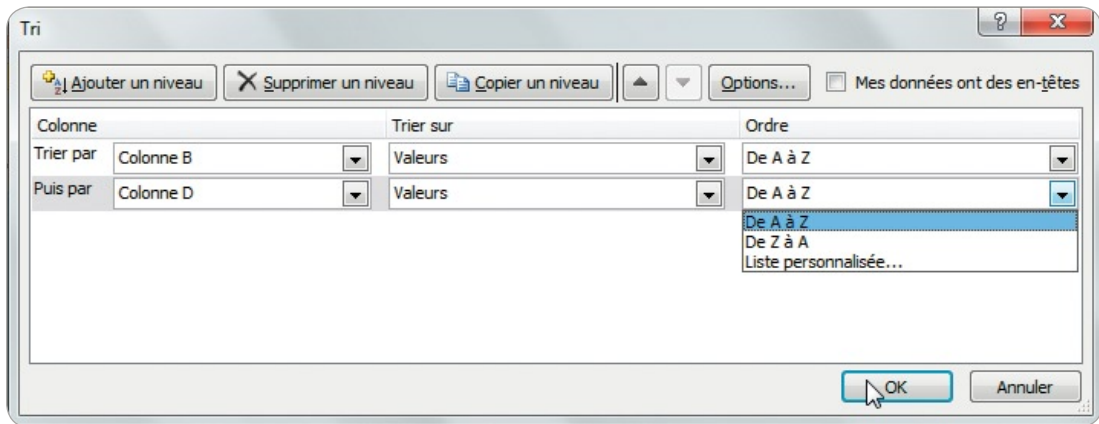 Tri
Ajouter un niveau Supprimer un niveau Copier un niveau Options... Mes données ont des en-têtes
Colonne Trier sur Ordre
Trier par Colonne B Valeurs De A à Z
Puis par Colonne D Valeurs De A à Z
De A à Z
De Z à A
Liste personnalisée...
OK Annuler